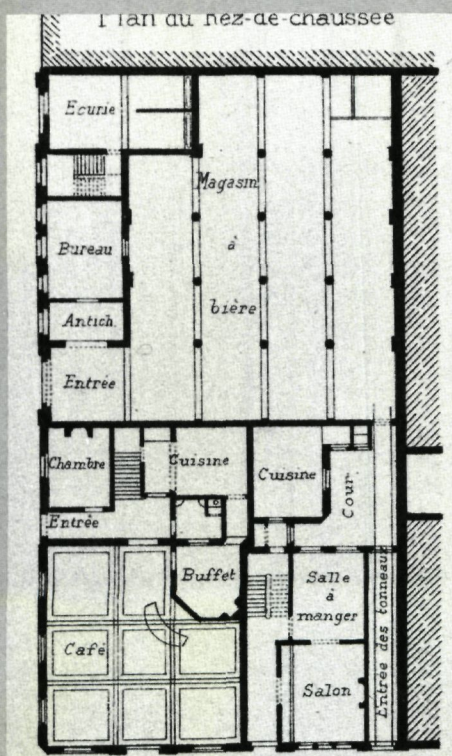 Plan du Rez-de-chaussée
Ecurie
Magasin
à
bière
Bureau
Antich.
Entrée
Chambre
Cuisine
Cuisine
Cour
Entrée
Buffet
Salle
à
manger
Café
Salon
Entrée des tonneaux